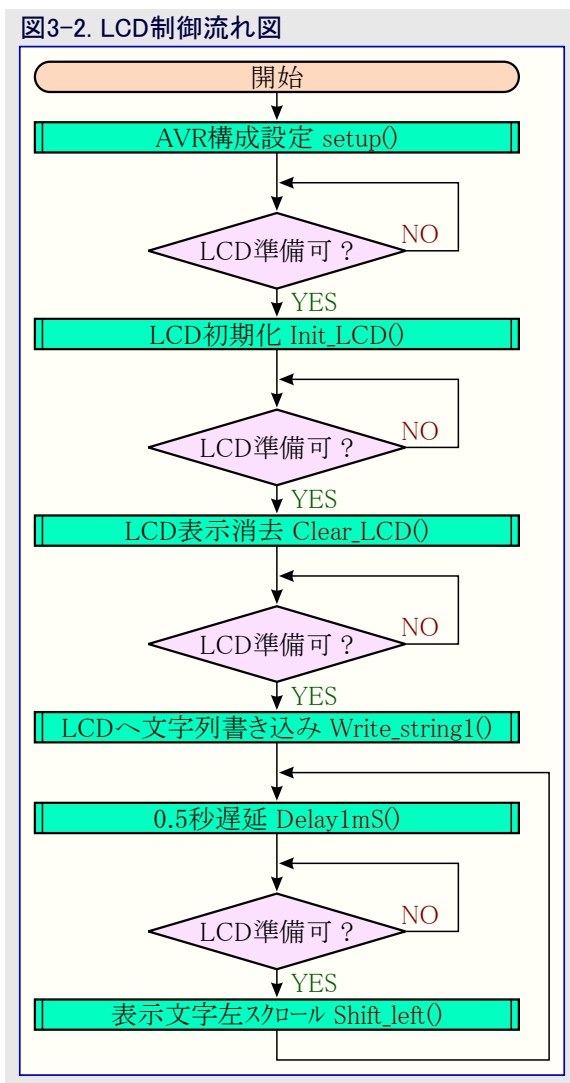 図3-2. LCD制御流れ図
開始
AVR構成設定 setup()
LCD準備可 ?
NO
YES
LCD初期化 Init_LCD()
LCD準備可 ?
NO
YES
LCD表示消去 Clear_LCD()
LCD準備可 ?
NO
YES
LCDへ文字列書き込み Write_string1()
0.5秒遅延 Delay1mS()
LCD準備可 ?
NO
YES
表示文字左スクロール Shift_left()